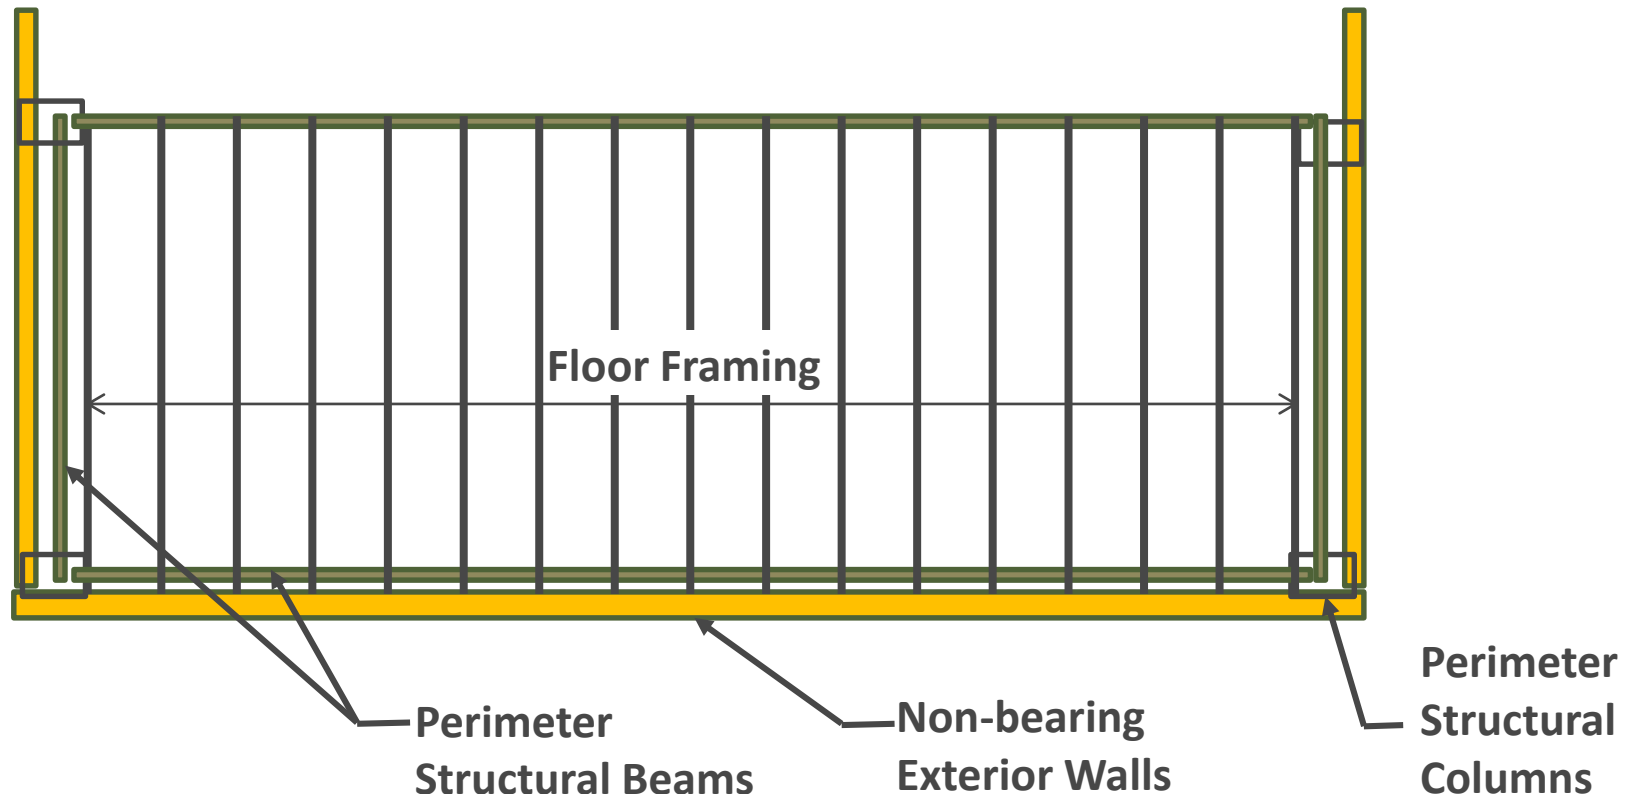 Floor Framing
Perimeter
Structural Beams
Non-bearing
Exterior Walls
Perimeter
Structural
Columns